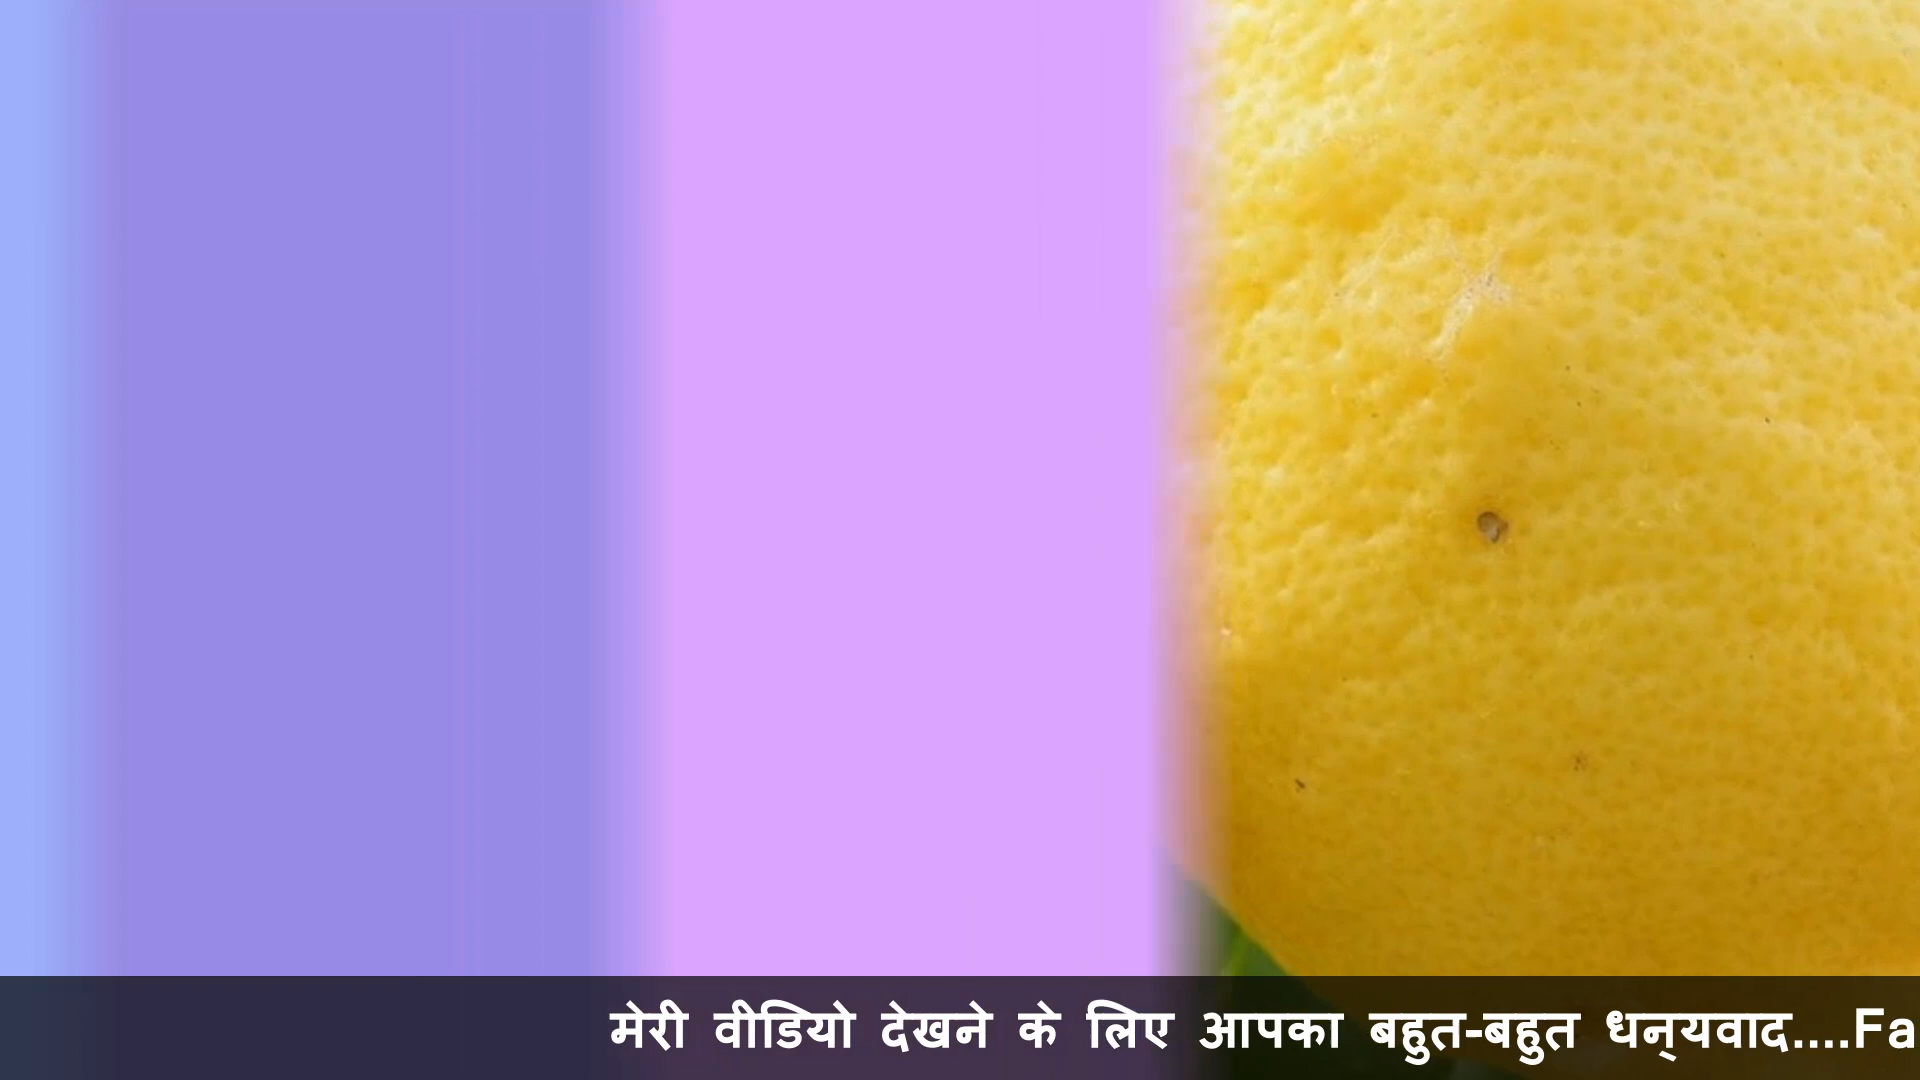 मेरी वीडियो देखने के लिए आपका बहुत-बहुत धन्यवाद....Fa